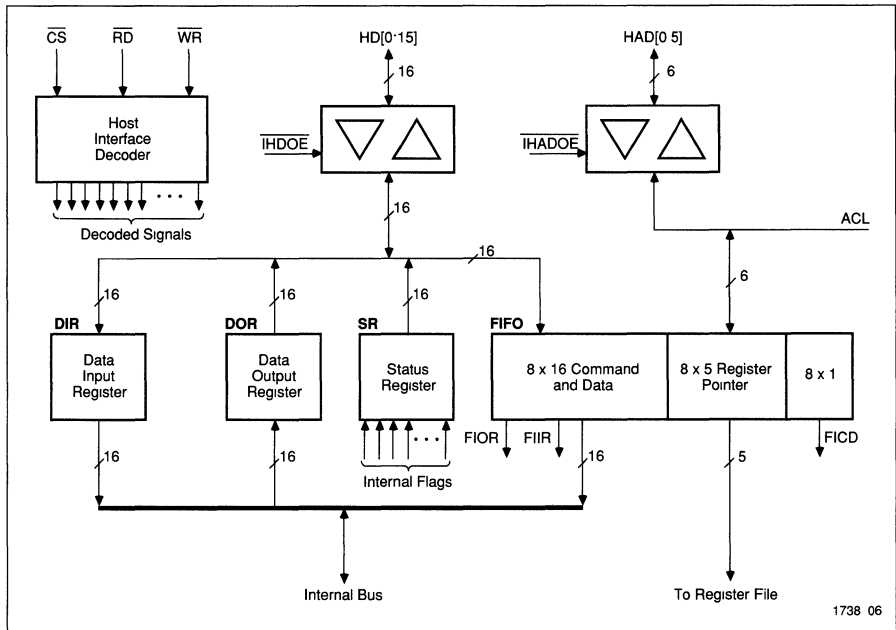 CS RD WR HD[0·15] HAD[0 5]
16 6
Host
Interface
Decoder
IHDOE IHADOE
Decoded Signals
16
ACL
16 6
16 16 16
DIR DOR SR FIFO
Data
Input
Register
Data
Output
Register
Status
Register
8 x 16 Command
and Data
8 x 5 Register
Pointer
8 x 1
FIOR FIIR FICD
16 16 16 5
Internal Flags
Internal Bus To Register File
1738 06